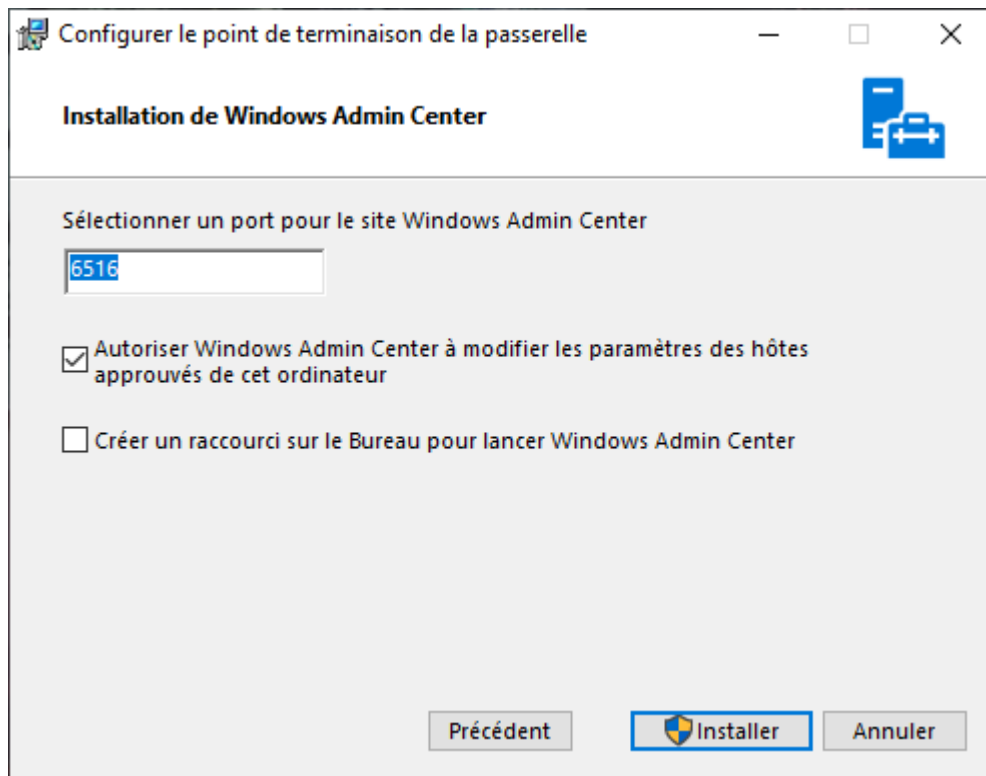 Configurer le point de terminaison de la passerelle
Installation de Windows Admin Center
Sélectionner un port pour le site Windows Admin Center
6516
Autoriser Windows Admin Center à modifier les paramètres des hôtes
approuvés de cet ordinateur
Créer un raccourci sur le Bureau pour lancer Windows Admin Center
Précédent
Installer
Annuler